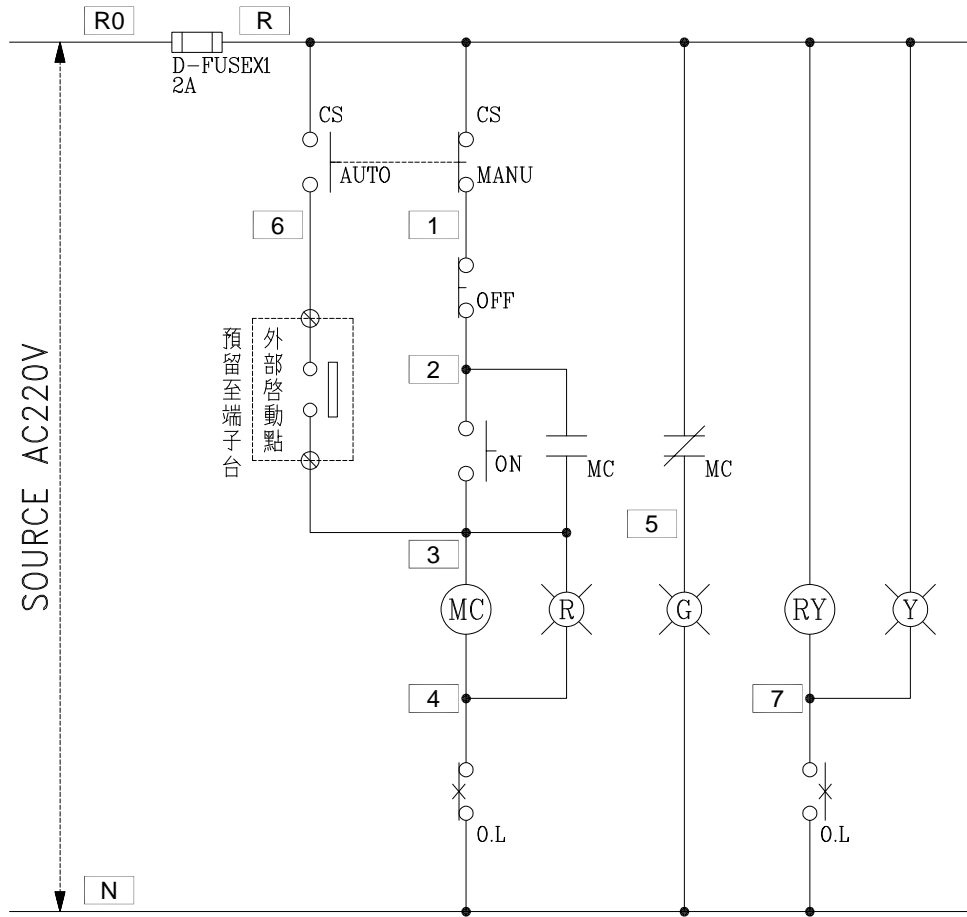 R0
R
D-FUSEX1
2A
CS
CS
AUTO
MANU
6
1
OFF
預留至端子台
外部啓動點
2
ON
MC
MC
SOURCE AC220V
5
3
MC
R
G
RY
Y
4
7
O.L
O.L
N